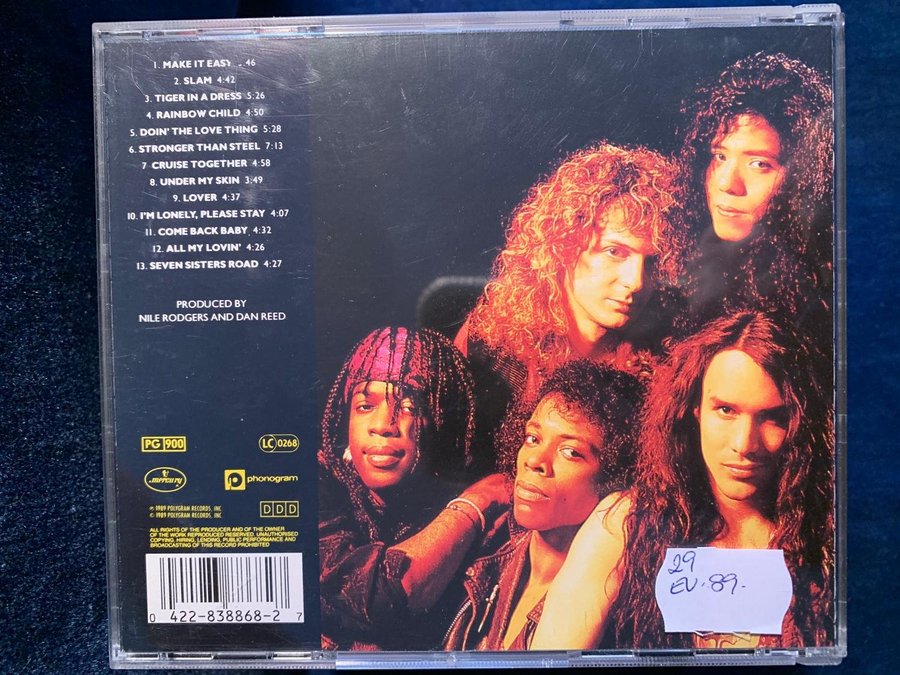 1. MAKE IT EASY :46
2. SLAM 4:42
3. TIGER IN A DRESS 5:26
4. RAINBOW CHILD 4:50
5. DOIN' THE LOVE THING 5:28
6. STRONGER THAN STEEL 7:13
7 CRUISE TOGETHER 4:58
8. UNDER MY SKIN 3:49
9. LOVER 4:37
10. I'M LONELY, PLEASE STAY 4:07
11. COME BACK BABY 4:32
12. ALL MY LOVIN' 4:26
13. SEVEN SISTERS ROAD 4:27
PRODUCED BY
NILE RODGERS AND DAN REED
PG 900
LC 0268
mercury
phonogram
℗ 1989 POLYGRAM RECORDS, INC
© 1989 POLYGRAM RECORDS, INC
DDD
ALL RIGHTS OF THE PRODUCER AND OF THE OWNER
OF THE WORK REPRODUCED RESERVED. UNAUTHORISED
COPYING, HIRING, LENDING, PUBLIC PERFORMANCE AND
BROADCASTING OF THIS RECORD PROHIBITED
0 422-838868-2 7
29
EV.89.-